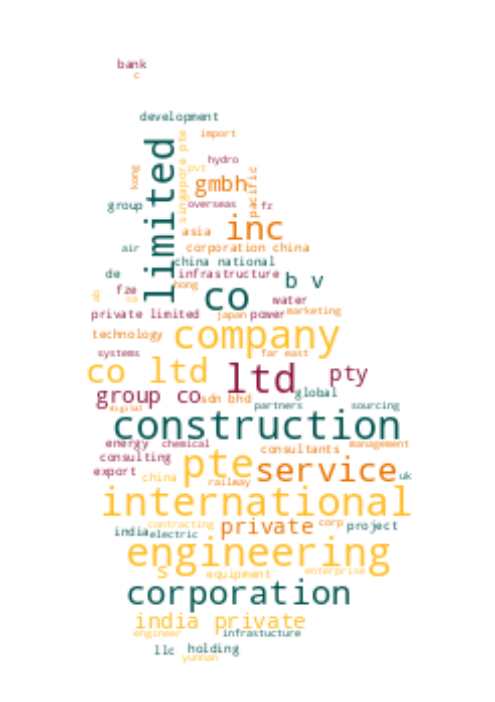 bank
c
development
import
limited
singapore pte
hydro
pvt
kong
gmbh
pacific
group
overseas
fz
asia
inc
air
corporation china
china national
de
infrastructure
hong
b v
fze
co
sa
water
private limited
japan
power
marketing
technology
company
systems
far east
co ltd
ltd
pty
group co
sdn bhd
global
digital
partners
sourcing
construction
energy
chemical
management
consulting
consultants
pte
service
export
china
railway
uk
international
contracting
private
corp
project
india
electric
engineering
s
equipment
enterprise
corporation
india private
engineer
infrastucture
llc
holding
yunnan